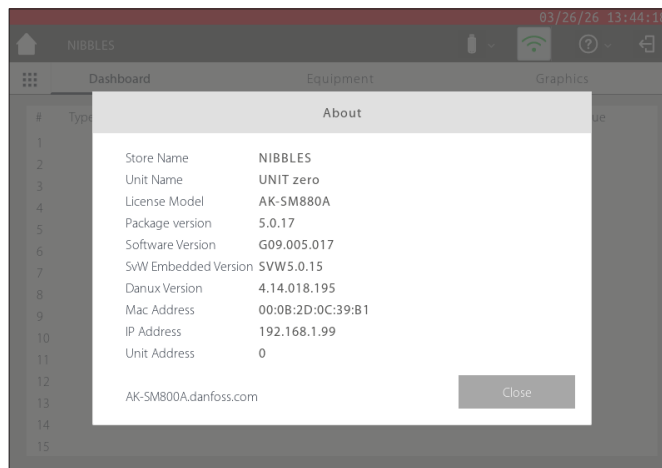 03/26/26 13:44:18
NIBBLES
Dashboard Equipment Graphics
# Type ue
About
1
2
3
4
5
6
7
8
9
10
11
12
13
14
15
Store Name NIBBLES
Unit Name UNIT zero
License Model AK-SM880A
Package version 5.0.17
Software Version G09.005.017
SvW Embedded Version SVW5.0.15
Danux Version 4.14.018.195
Mac Address 00:0B:2D:0C:39:B1
IP Address 192.168.1.99
Unit Address 0
AK-SM800A.danfoss.com
Close